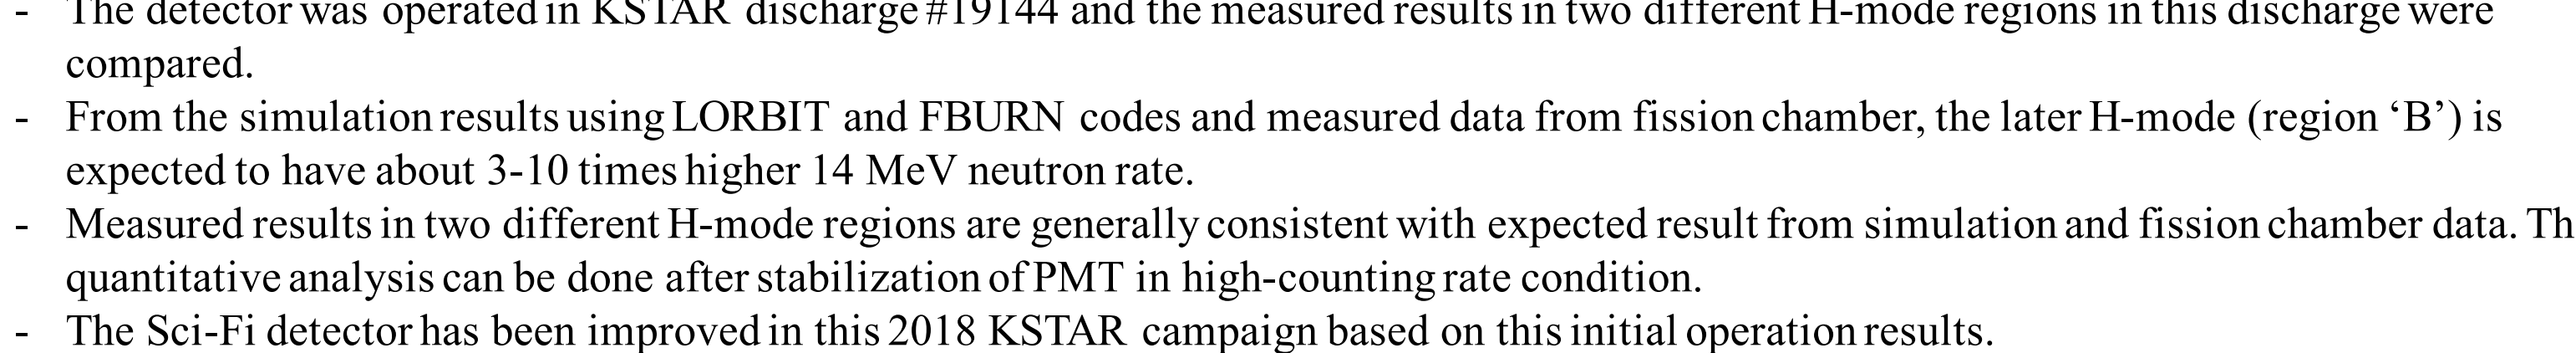 - The detector was operated in KSTAR discharge #19144 and the measured results in two different H-mode regions in this discharge were
compared.
- From the simulation results using LORBIT and FBURN codes and measured data from fission chamber, the later H-mode (region ‘B’) is
expected to have about 3-10 times higher 14 MeV neutron rate.
- Measured results in two different H-mode regions are generally consistent with expected result from simulation and fission chamber data. Th
quantitative analysis can be done after stabilization of PMT in high-counting rate condition.
- The Sci-Fi detector has been improved in this 2018 KSTAR campaign based on this initial operation results.